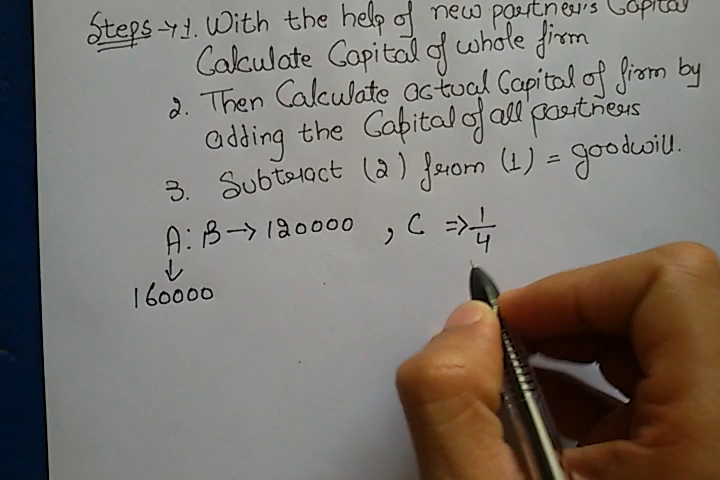 Steps → 1. With the help of new partner's Capital
Calculate Capital of whole firm
2. Then Calculate actual Capital of firm by
adding the Capital of all partners
3. Subtract (2) from (1) = goodwill.
A : B → 120000 , C ⇒ 1/4
↓
160000